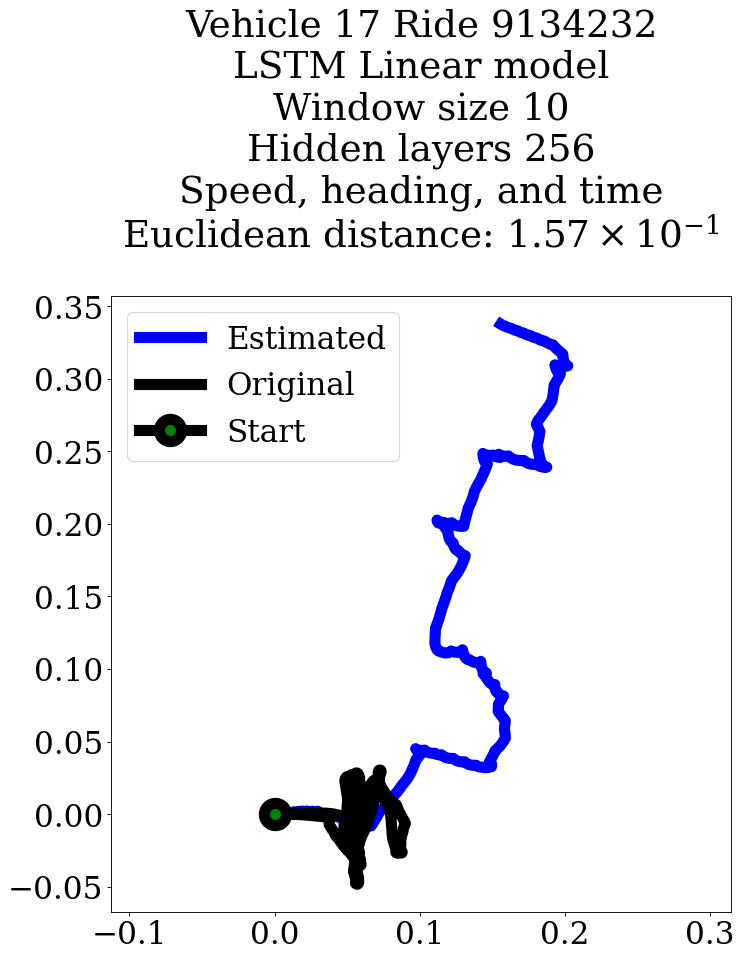 Vehicle 17 Ride 9134232
LSTM Linear model
Window size 10
Hidden layers 256
Speed, heading, and time
Euclidean distance: 1.57 × 10⁻¹
Estimated
Original
Start
0.35
0.30
0.25
0.20
0.15
0.10
0.05
0.00
−0.05
−0.1 0.0 0.1 0.2 0.3